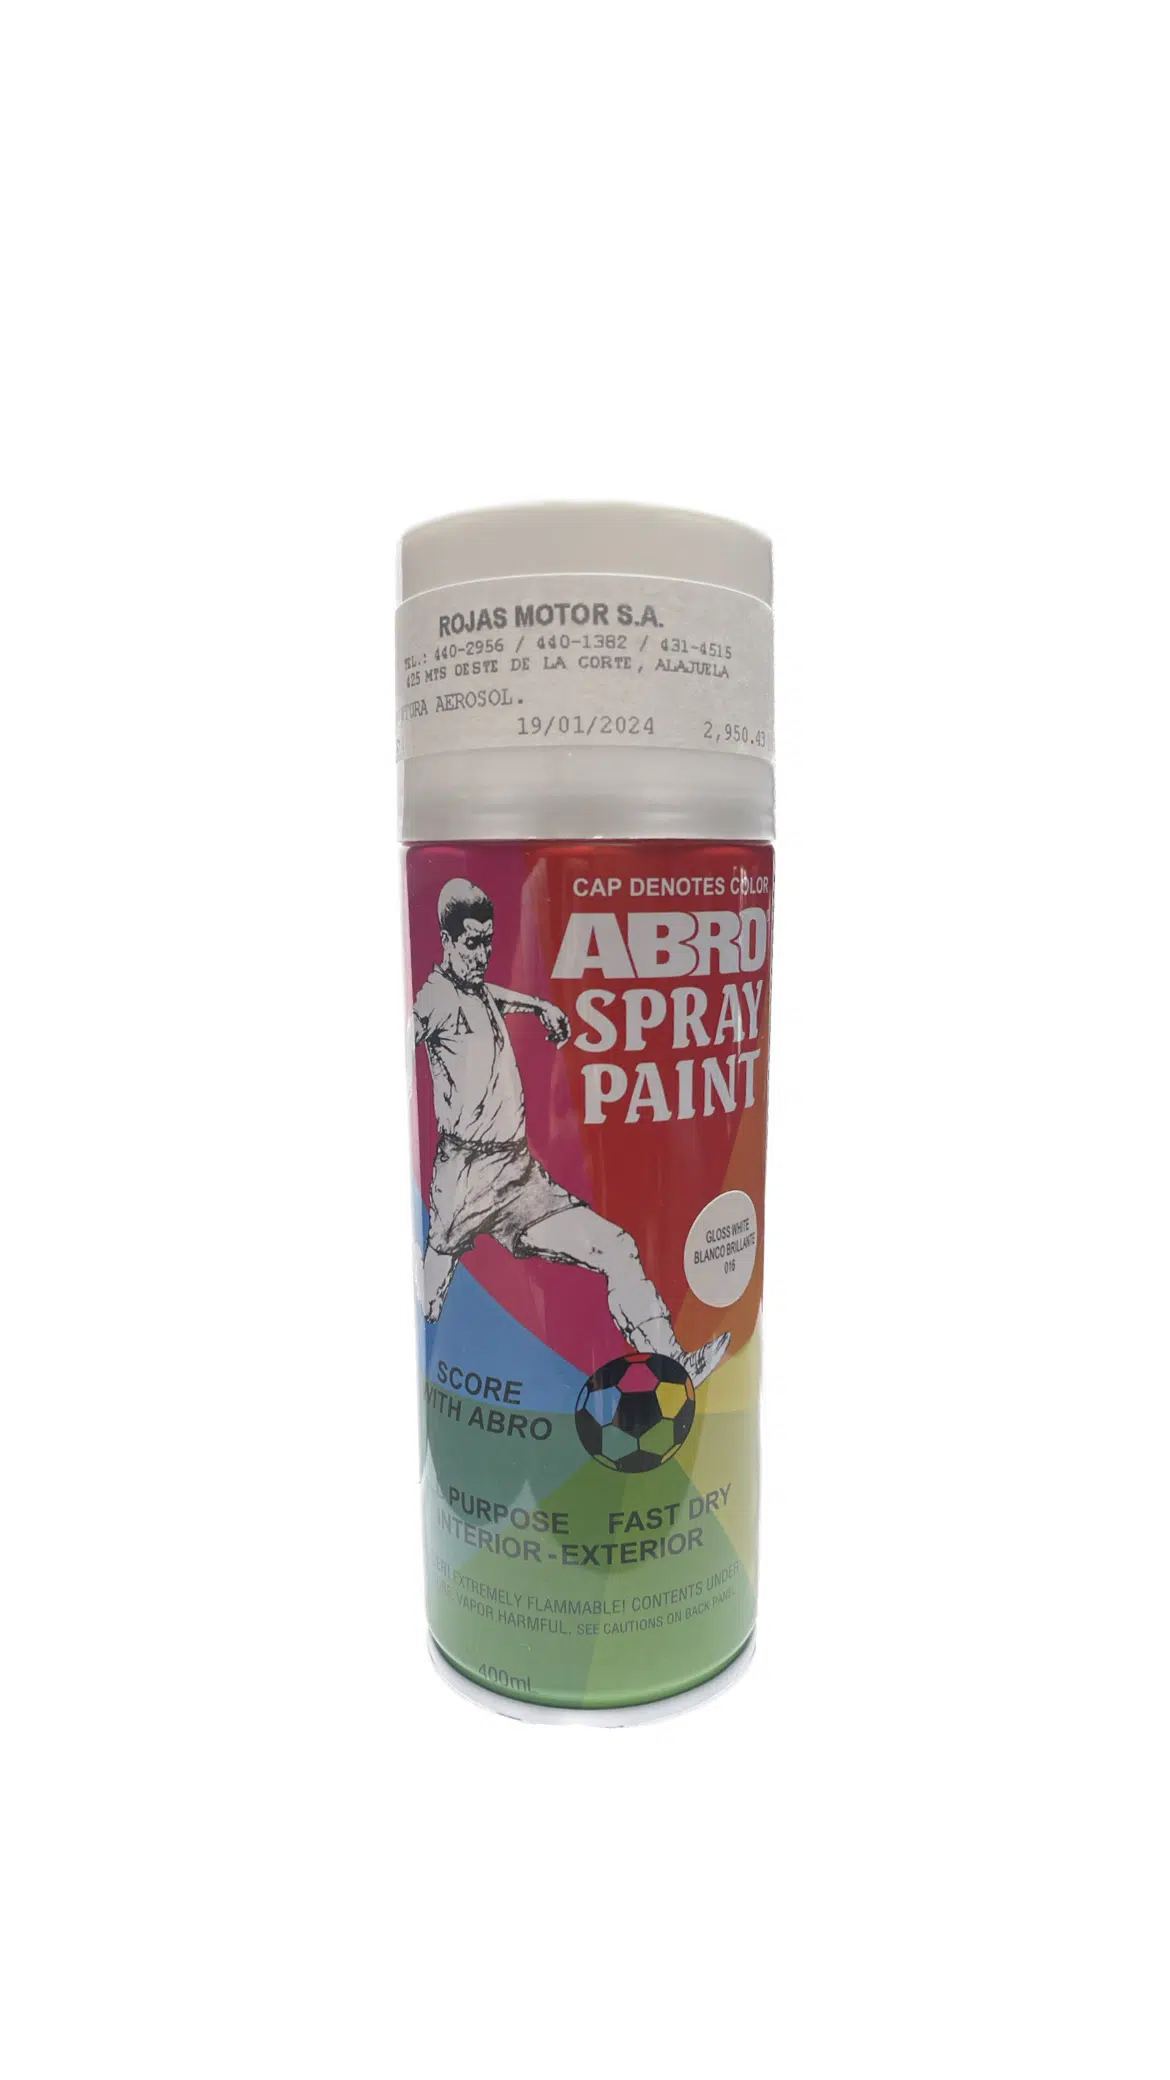 ROJAS MOTOR S.A.
TEL.: 440-2956 / 440-1382 / 431-4515
425 MTS OESTE DE LA CORTE, ALAJUELA
NTURA AEROSOL.
19/01/2024 2,950.43
CAP DENOTES COLOR
ABRO
SPRAY
PAINT
A
GLOSS WHITE
BLANCO BRILLANTE
016
SCORE
WITH ABRO
PURPOSE FAST DRY
INTERIOR - EXTERIOR
EXTREMELY FLAMMABLE! CONTENTS UNDER
VAPOR HARMFUL. SEE CAUTIONS ON BACK PANEL
400mL